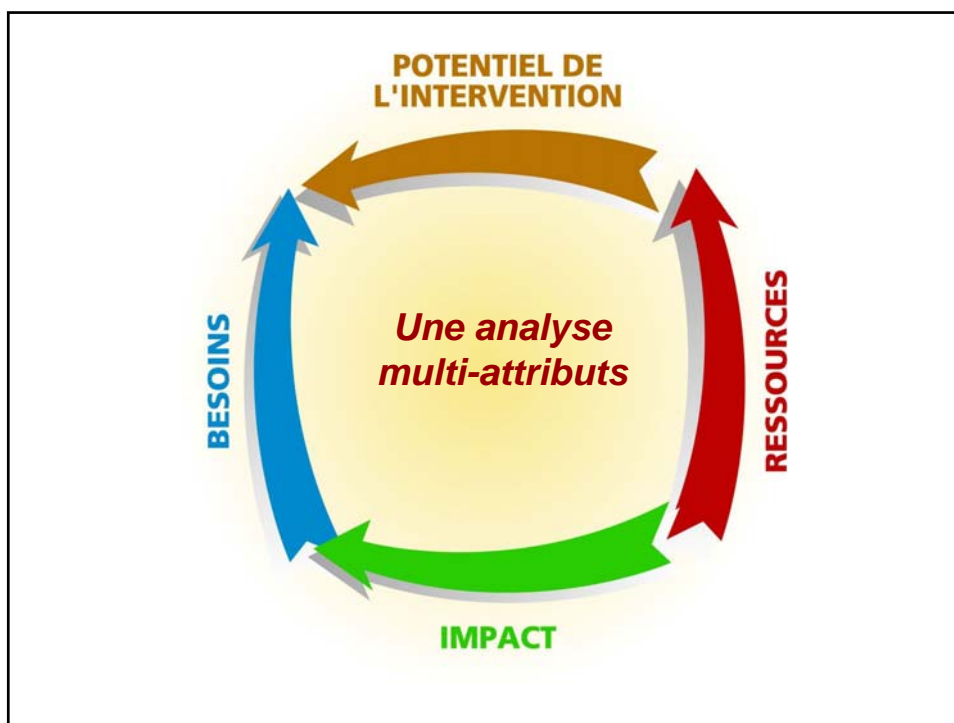 POTENTIEL DE
L'INTERVENTION
BESOINS
Une analyse
multi-attributs
RESSOURCES
IMPACT